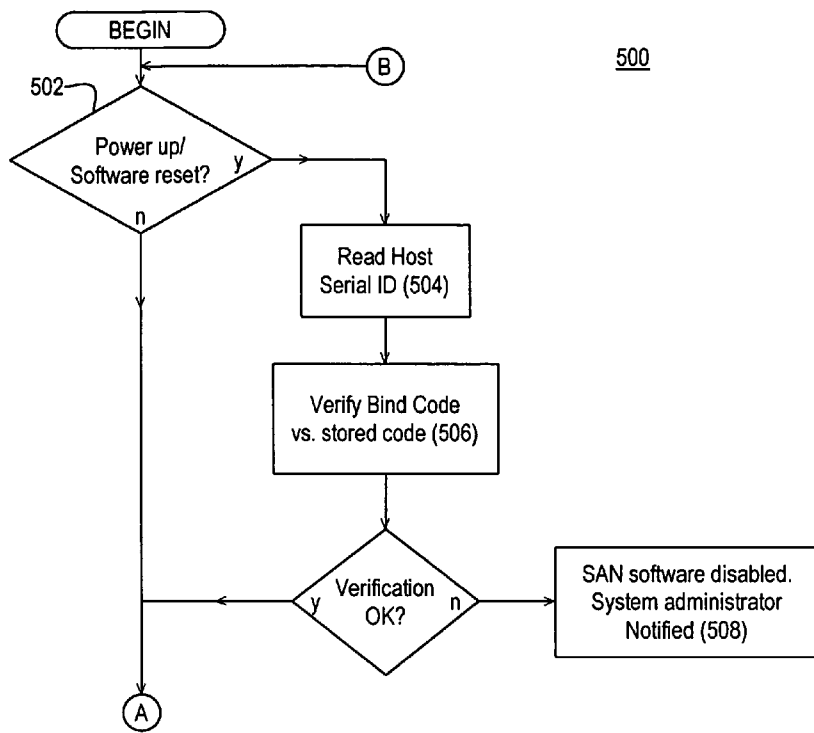 BEGIN
B
500
502
Power up/
Software reset?
y
n
Read Host
Serial ID (504)
Verify Bind Code
vs. stored code (506)
Verification
OK?
y
n
SAN software disabled.
System administrator
Notified (508)
A